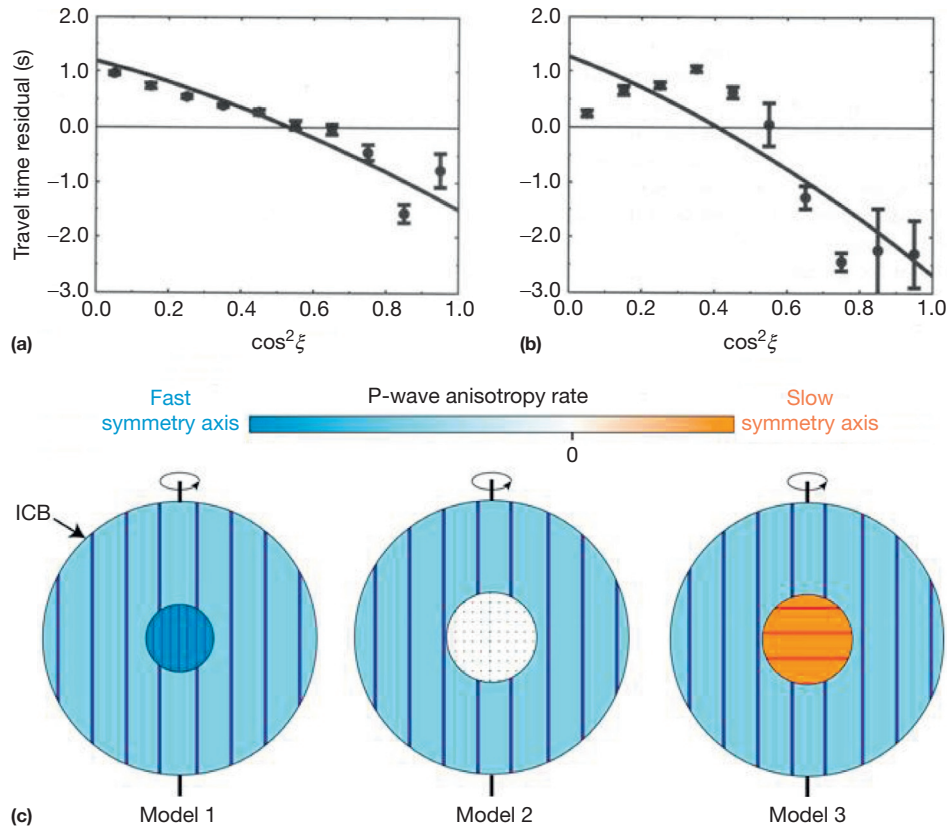 2.0
1.0
0.0
−1.0
−2.0
−3.0
Travel time residual (s)
0.0 0.2 0.4 0.6 0.8 1.0
cos²ξ
(a)
2.0
1.0
0.0
−1.0
−2.0
−3.0
0.0 0.2 0.4 0.6 0.8 1.0
cos²ξ
(b)
Fast
symmetry axis
P-wave anisotropy rate
0
Slow
symmetry axis
ICB
(c)
Model 1
Model 2
Model 3